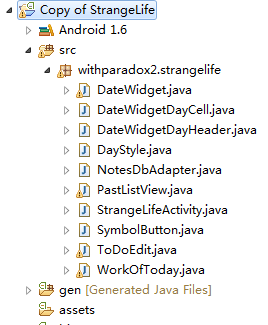 Copy of StrangeLife
Android 1.6
src
withparadox2.strangelife
DateWidget.java
DateWidgetDayCell.java
DateWidgetDayHeader.java
DayStyle.java
NotesDbAdapter.java
PastListView.java
StrangeLifeActivity.java
SymbolButton.java
ToDoEdit.java
WorkOfToday.java
gen [Generated Java Files]
assets